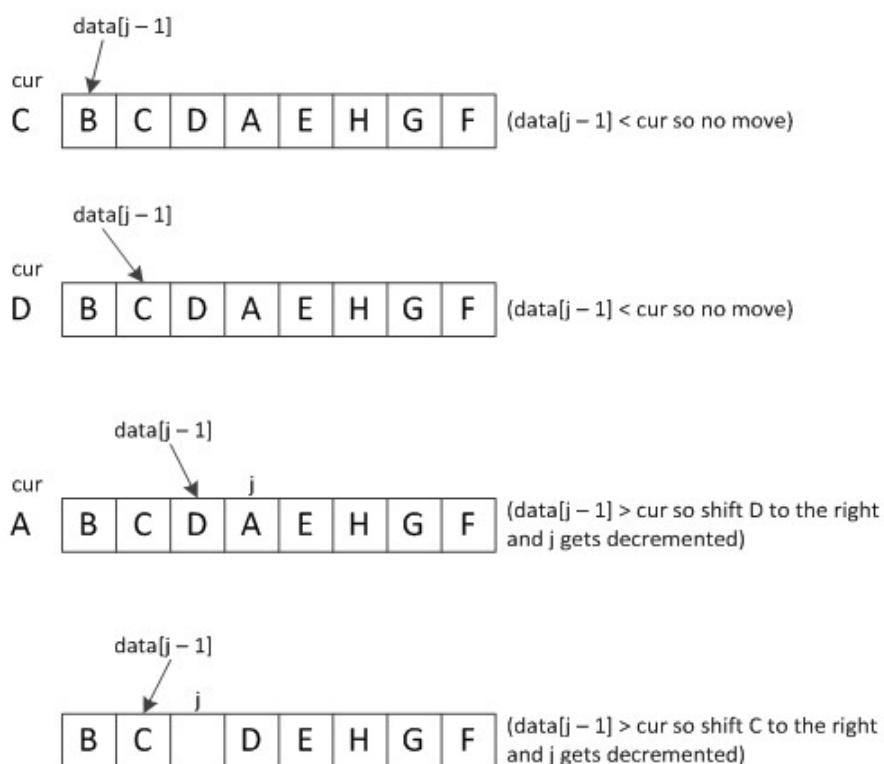 data[j – 1]
cur
C B C D A E H G F (data[j – 1] < cur so no move)
data[j – 1]
cur
D B C D A E H G F (data[j – 1] < cur so no move)
data[j – 1]
cur j
A B C D A E H G F (data[j – 1] > cur so shift D to the right
and j gets decremented)
data[j – 1]
j
B C D E H G F (data[j – 1] > cur so shift C to the right
and j gets decremented)